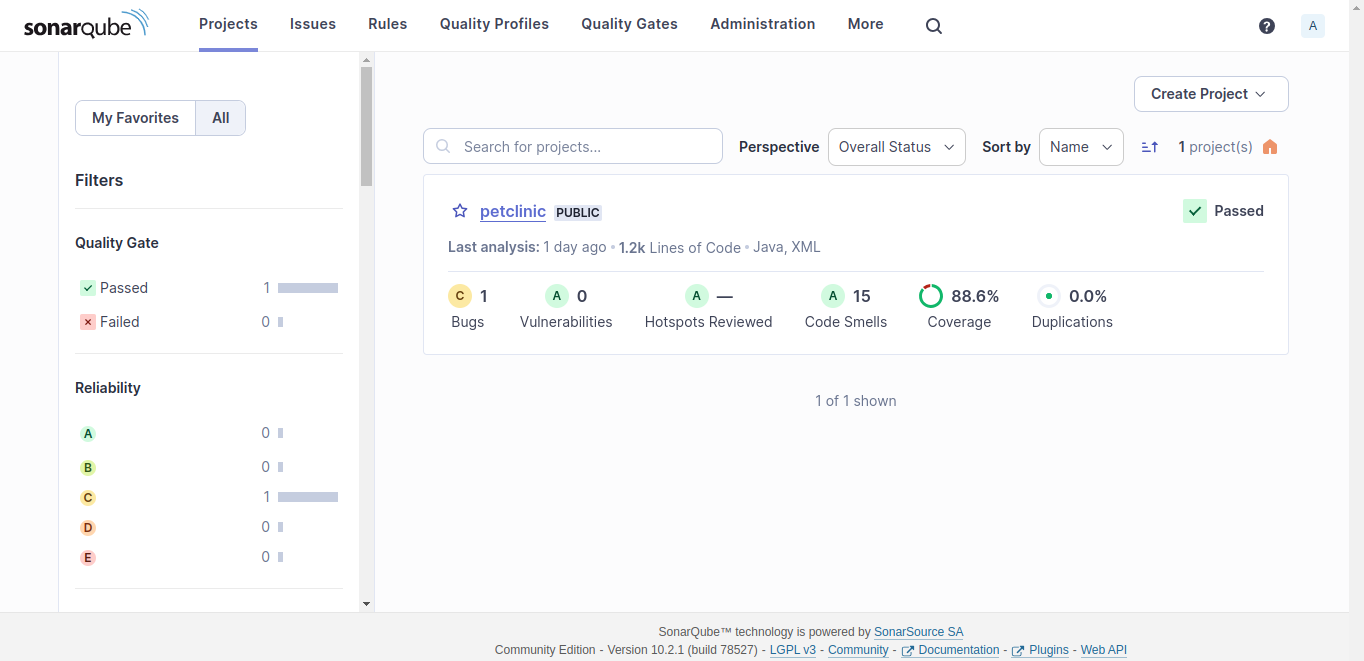 sonarqube Projects Issues Rules Quality Profiles Quality Gates Administration More A
My Favorites All
Filters
Quality Gate
Passed 1
Failed 0
Reliability
A 0
B 0
C 1
D 0
E 0
Create Project
Search for projects... Perspective Overall Status Sort by Name 1 project(s)
petclinic PUBLIC Passed
Last analysis: 1 day ago • 1.2k Lines of Code • Java, XML
C 1 A 0 A — A 15 88.6% 0.0%
Bugs Vulnerabilities Hotspots Reviewed Code Smells Coverage Duplications
1 of 1 shown
SonarQube™ technology is powered by SonarSource SA
Community Edition - Version 10.2.1 (build 78527) - LGPL v3 - Community - Documentation - Plugins - Web API